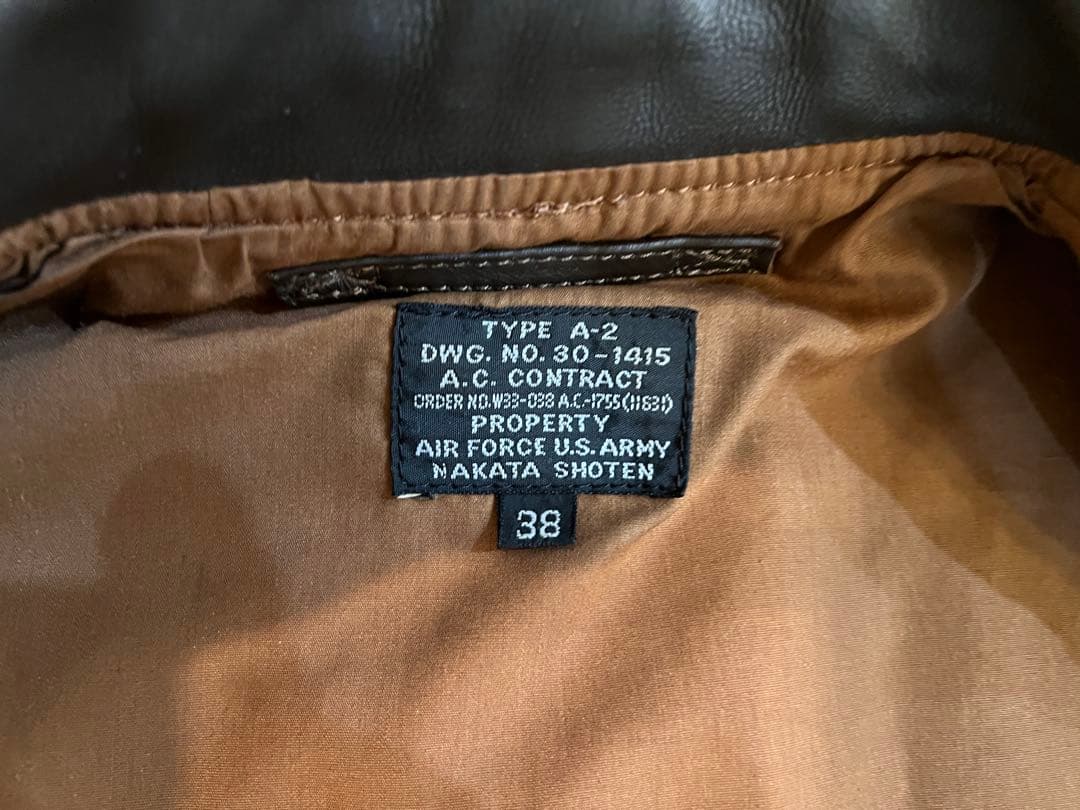 TYPE A-2
DWG. NO. 30-1415
A.C. CONTRACT
ORDER NO. W33-038 A.C.-1755(11631)
PROPERTY
AIR FORCE U.S. ARMY
NAKATA SHOTEN
38